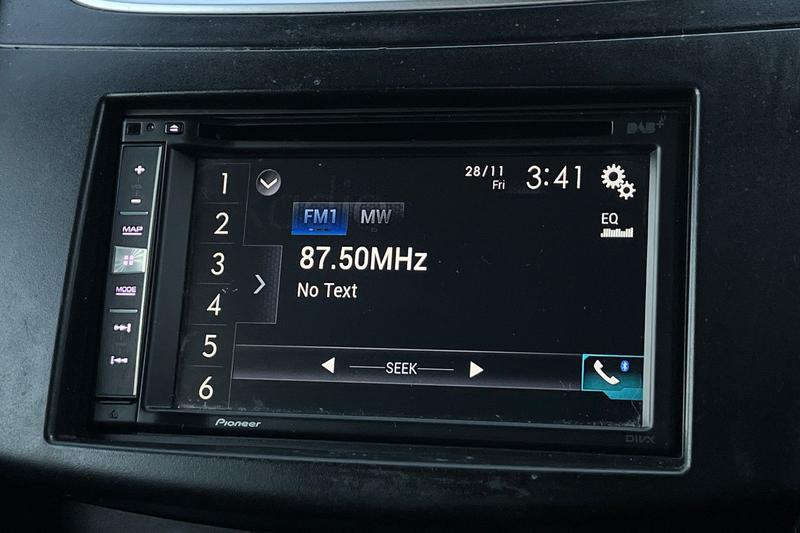 DAB+
VOL
MAP
MODE
1
2
3
4
5
6
28/11
Fri
3:41
FM1
MW
EQ
87.50MHz
No Text
SEEK
Pioneer
DIVX